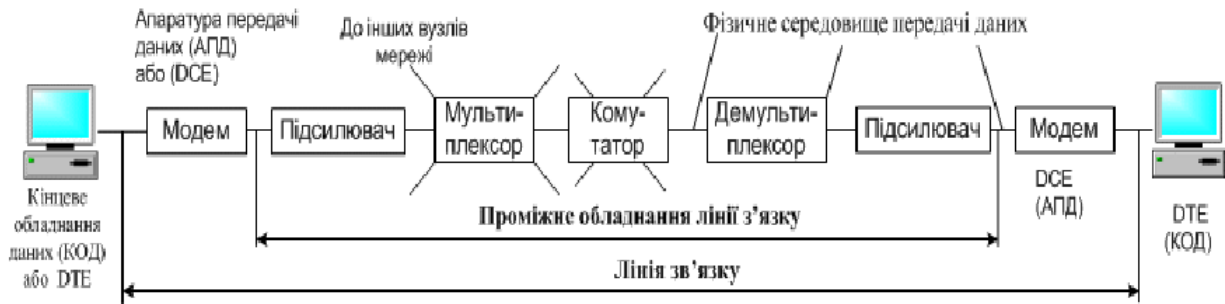 Апаратура передачі
даних (АПД)
або (DCE)
До інших вузлів
мережі
Фізичне середовище передачі даних
Модем
Підсилювач
Мульти-
плексор
Кому-
татор
Демульти-
плексор
Підсилювач
Модем
Кінцеве
обладнання
даних (КОД)
або DTE
DCE
(АПД)
DTE
(КОД)
Проміжне обладнання лінії з’язку
Лінія зв’язку